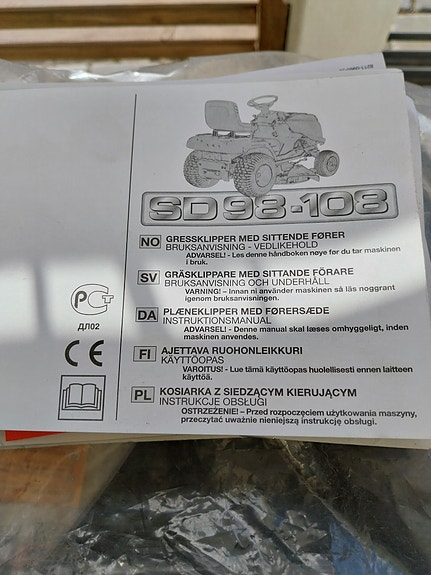 SD98-108
NO GRESSKLIPPER MED SITTENDE FØRER
BRUKSANVISNING - VEDLIKEHOLD
ADVARSEL! - Les denne håndboken nøye før du tar maskinen
i bruk.
SV GRÄSKLIPPARE MED SITTANDE FÖRARE
BRUKSANVISNING OCH UNDERHÅLL
VARNING! – Innan ni använder maskinen så läs noggrant
igenom bruksanvisningen.
DA PLÆNEKLIPPER MED FØRERSÆDE
INSTRUKTIONSMANUAL
ADVARSEL! - Denne manual skal læses omhyggeligt, inden
maskinen anvendes.
FI AJETTAVA RUOHONLEIKKURI
KÄYTTÖOPAS
VAROITUS! - Lue tämä käyttöopas huolellisesti ennen laitteen
käyttöä.
PL KOSIARKA Z SIEDZĄCYM KIERUJĄCYM
INSTRUKCJE OBSŁUGI
OSTRZEŻENIE! – Przed rozpoczęciem użytkowania maszyny,
przeczytać uważnie nieniejszą instrukcję obsługi.
РСТ
ДЛ02
CE